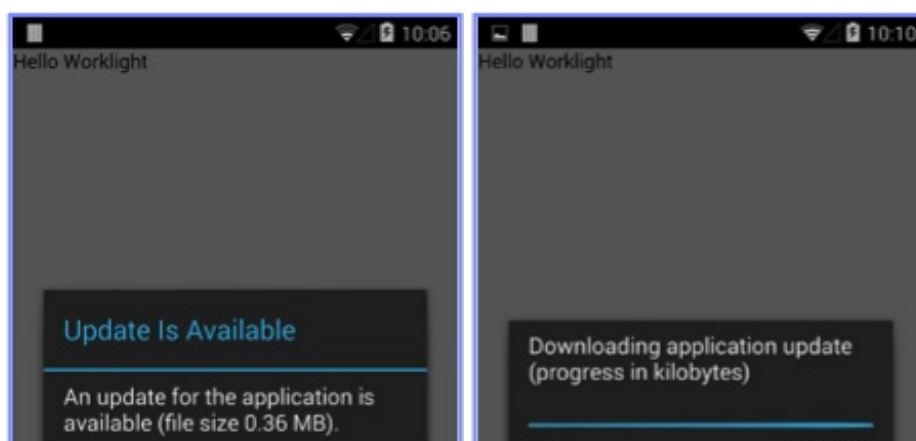 10:06
Hello Worklight
Update Is Available
An update for the application is
available (file size 0.36 MB).
10:10
Hello Worklight
Downloading application update
(progress in kilobytes)